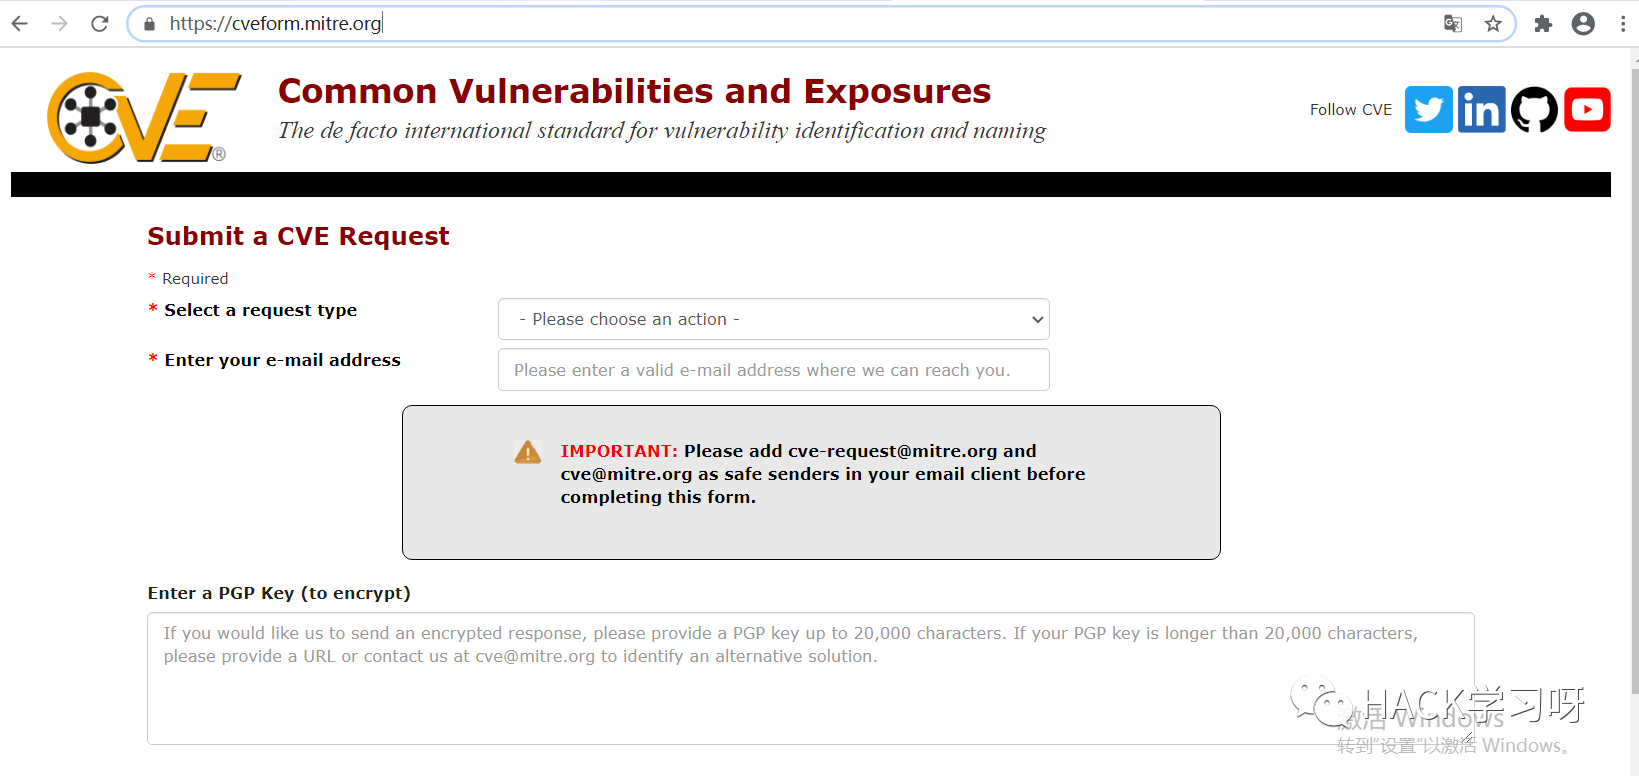 https://cveform.mitre.org
CVE®
Common Vulnerabilities and Exposures
The de facto international standard for vulnerability identification and naming
Follow CVE
in
Submit a CVE Request
* Required
* Select a request type
- Please choose an action -
* Enter your e-mail address
Please enter a valid e-mail address where we can reach you.
IMPORTANT: Please add cve-request@mitre.org and
cve@mitre.org as safe senders in your email client before
completing this form.
Enter a PGP Key (to encrypt)
If you would like us to send an encrypted response, please provide a PGP key up to 20,000 characters. If your PGP key is longer than 20,000 characters,
please provide a URL or contact us at cve@mitre.org to identify an alternative solution.
HACK学习呀
激活 Windows
转到“设置”以激活 Windows。